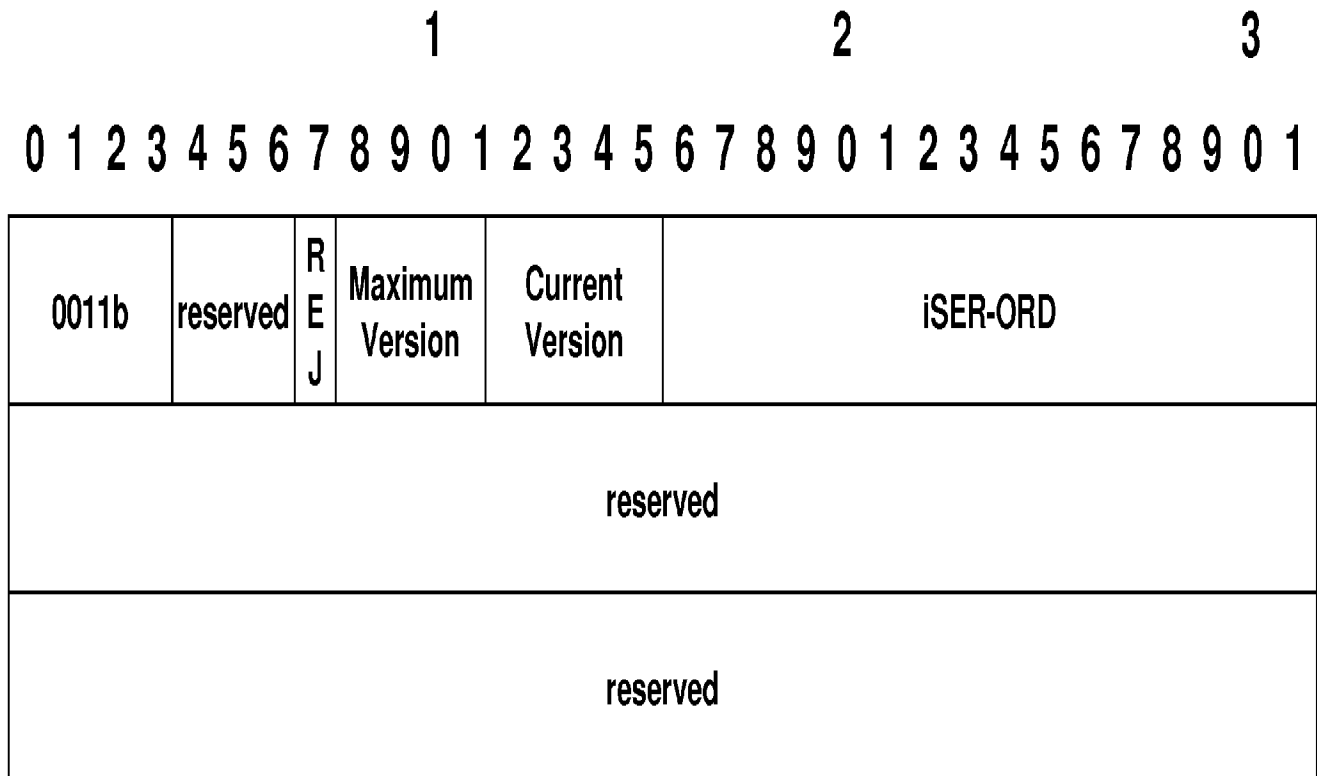 1 2 3
0 1 2 3 4 5 6 7 8 9 0 1 2 3 4 5 6 7 8 9 0 1 2 3 4 5 6 7 8 9 0 1
0011b
reserved
R
E
J
Maximum
Version
Current
Version
iSER-ORD
reserved
reserved